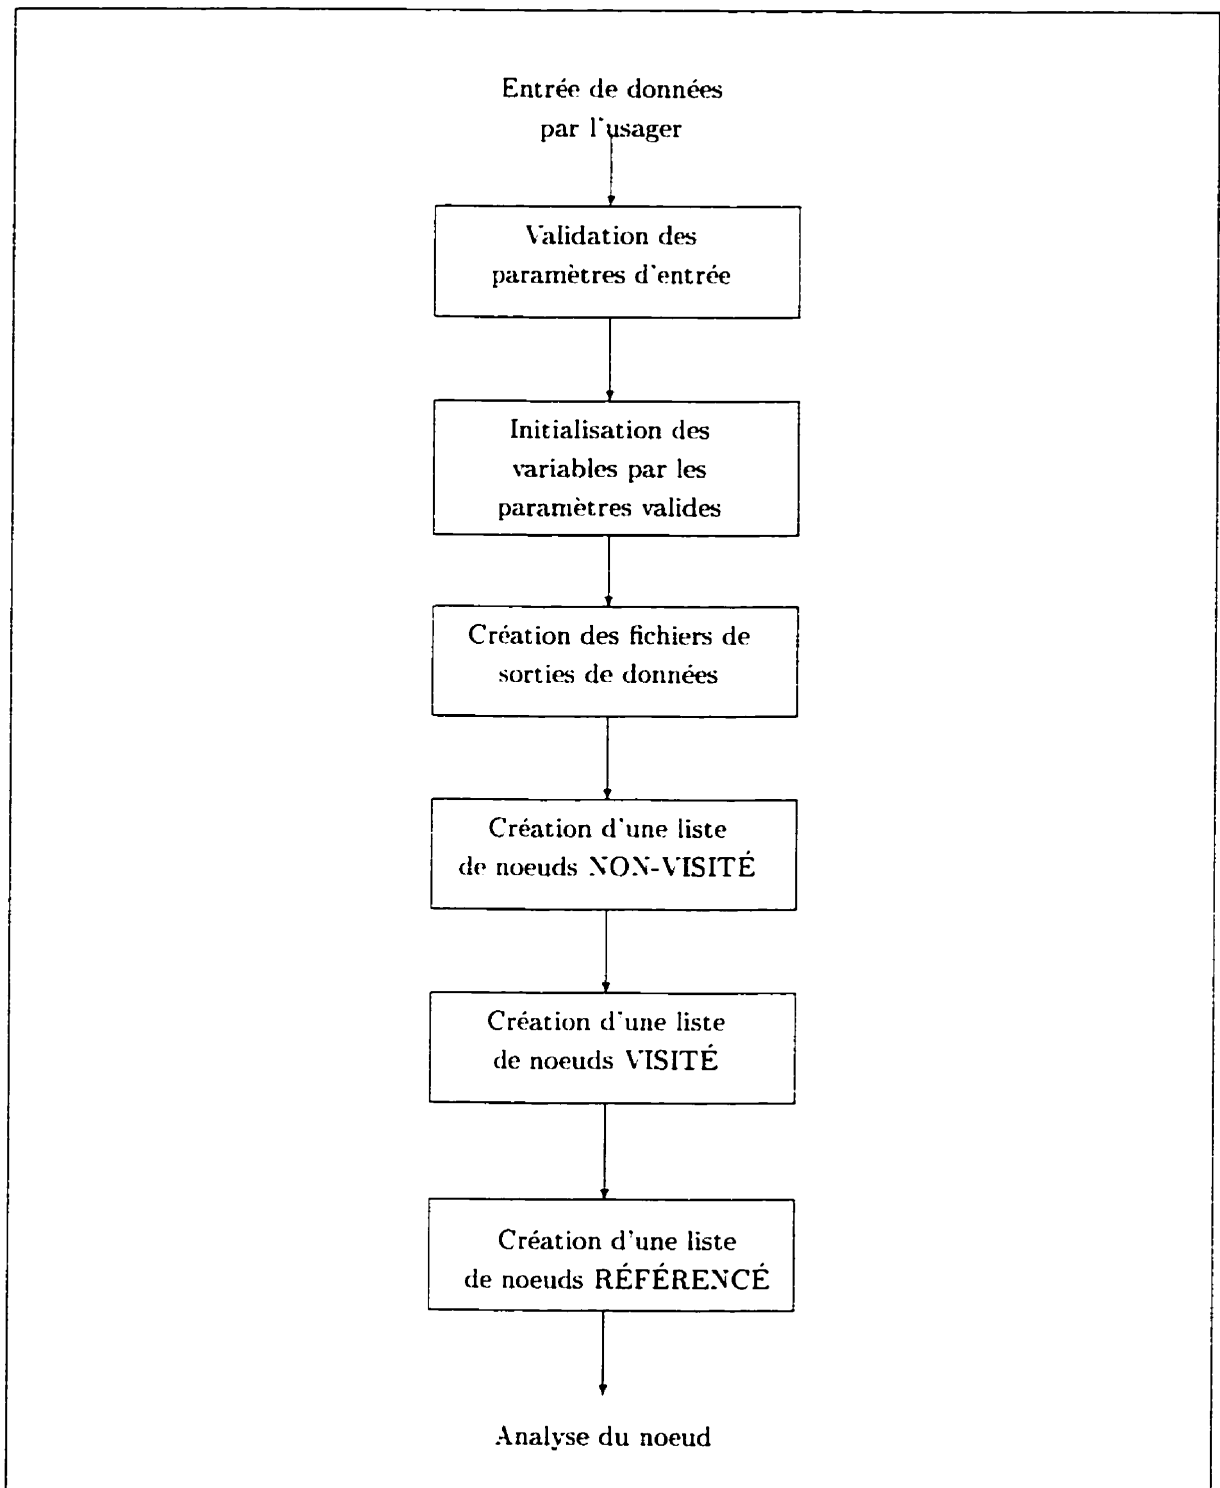 Entrée de données
par l'usager
Validation des
paramètres d'entrée
Initialisation des
variables par les
paramètres valides
Création des fichiers de
sorties de données
Création d'une liste
de noeuds NON-VISITÉ
Création d'une liste
de noeuds VISITÉ
Création d'une liste
de noeuds RÉFÉRENCÉ
Analyse du noeud